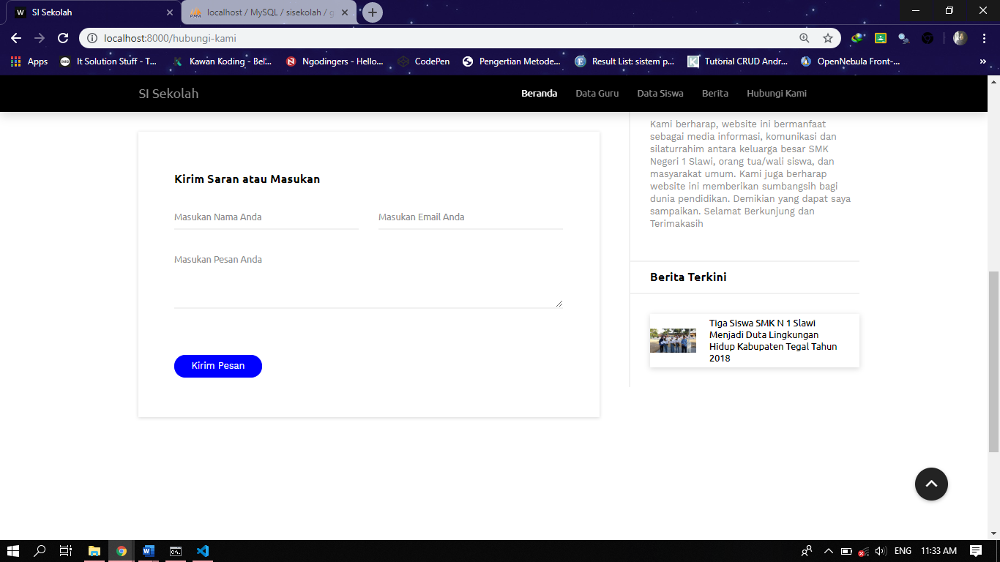 SI Sekolah
localhost / MySQL / sisekolah / g
localhost:8000/hubungi-kami
Apps
It Solution Stuff - T...
Kawan Koding - Bel...
Ngodingers - Hello...
CodePen
Pengertian Metode...
Result List: sistem p...
Tutorial CRUD Andr...
OpenNebula Front-...
»
SI Sekolah
Beranda
Data Guru
Data Siswa
Berita
Hubungi Kami
Kirim Saran atau Masukan
Masukan Nama Anda
Masukan Email Anda
Masukan Pesan Anda
Kirim Pesan
Kami berharap, website ini bermanfaat
sebagai media informasi, komunikasi dan
silaturrahim antara keluarga besar SMK
Negeri 1 Slawi, orang tua/wali siswa, dan
masyarakat umum. Kami juga berharap
website ini memberikan sumbangsih bagi
dunia pendidikan. Demikian yang dapat saya
sampaikan. Selamat Berkunjung dan
Terimakasih
Berita Terkini
Tiga Siswa SMK N 1 Slawi
Menjadi Duta Lingkungan
Hidup Kabupaten Tegal Tahun
2018
ENG
11:33 AM